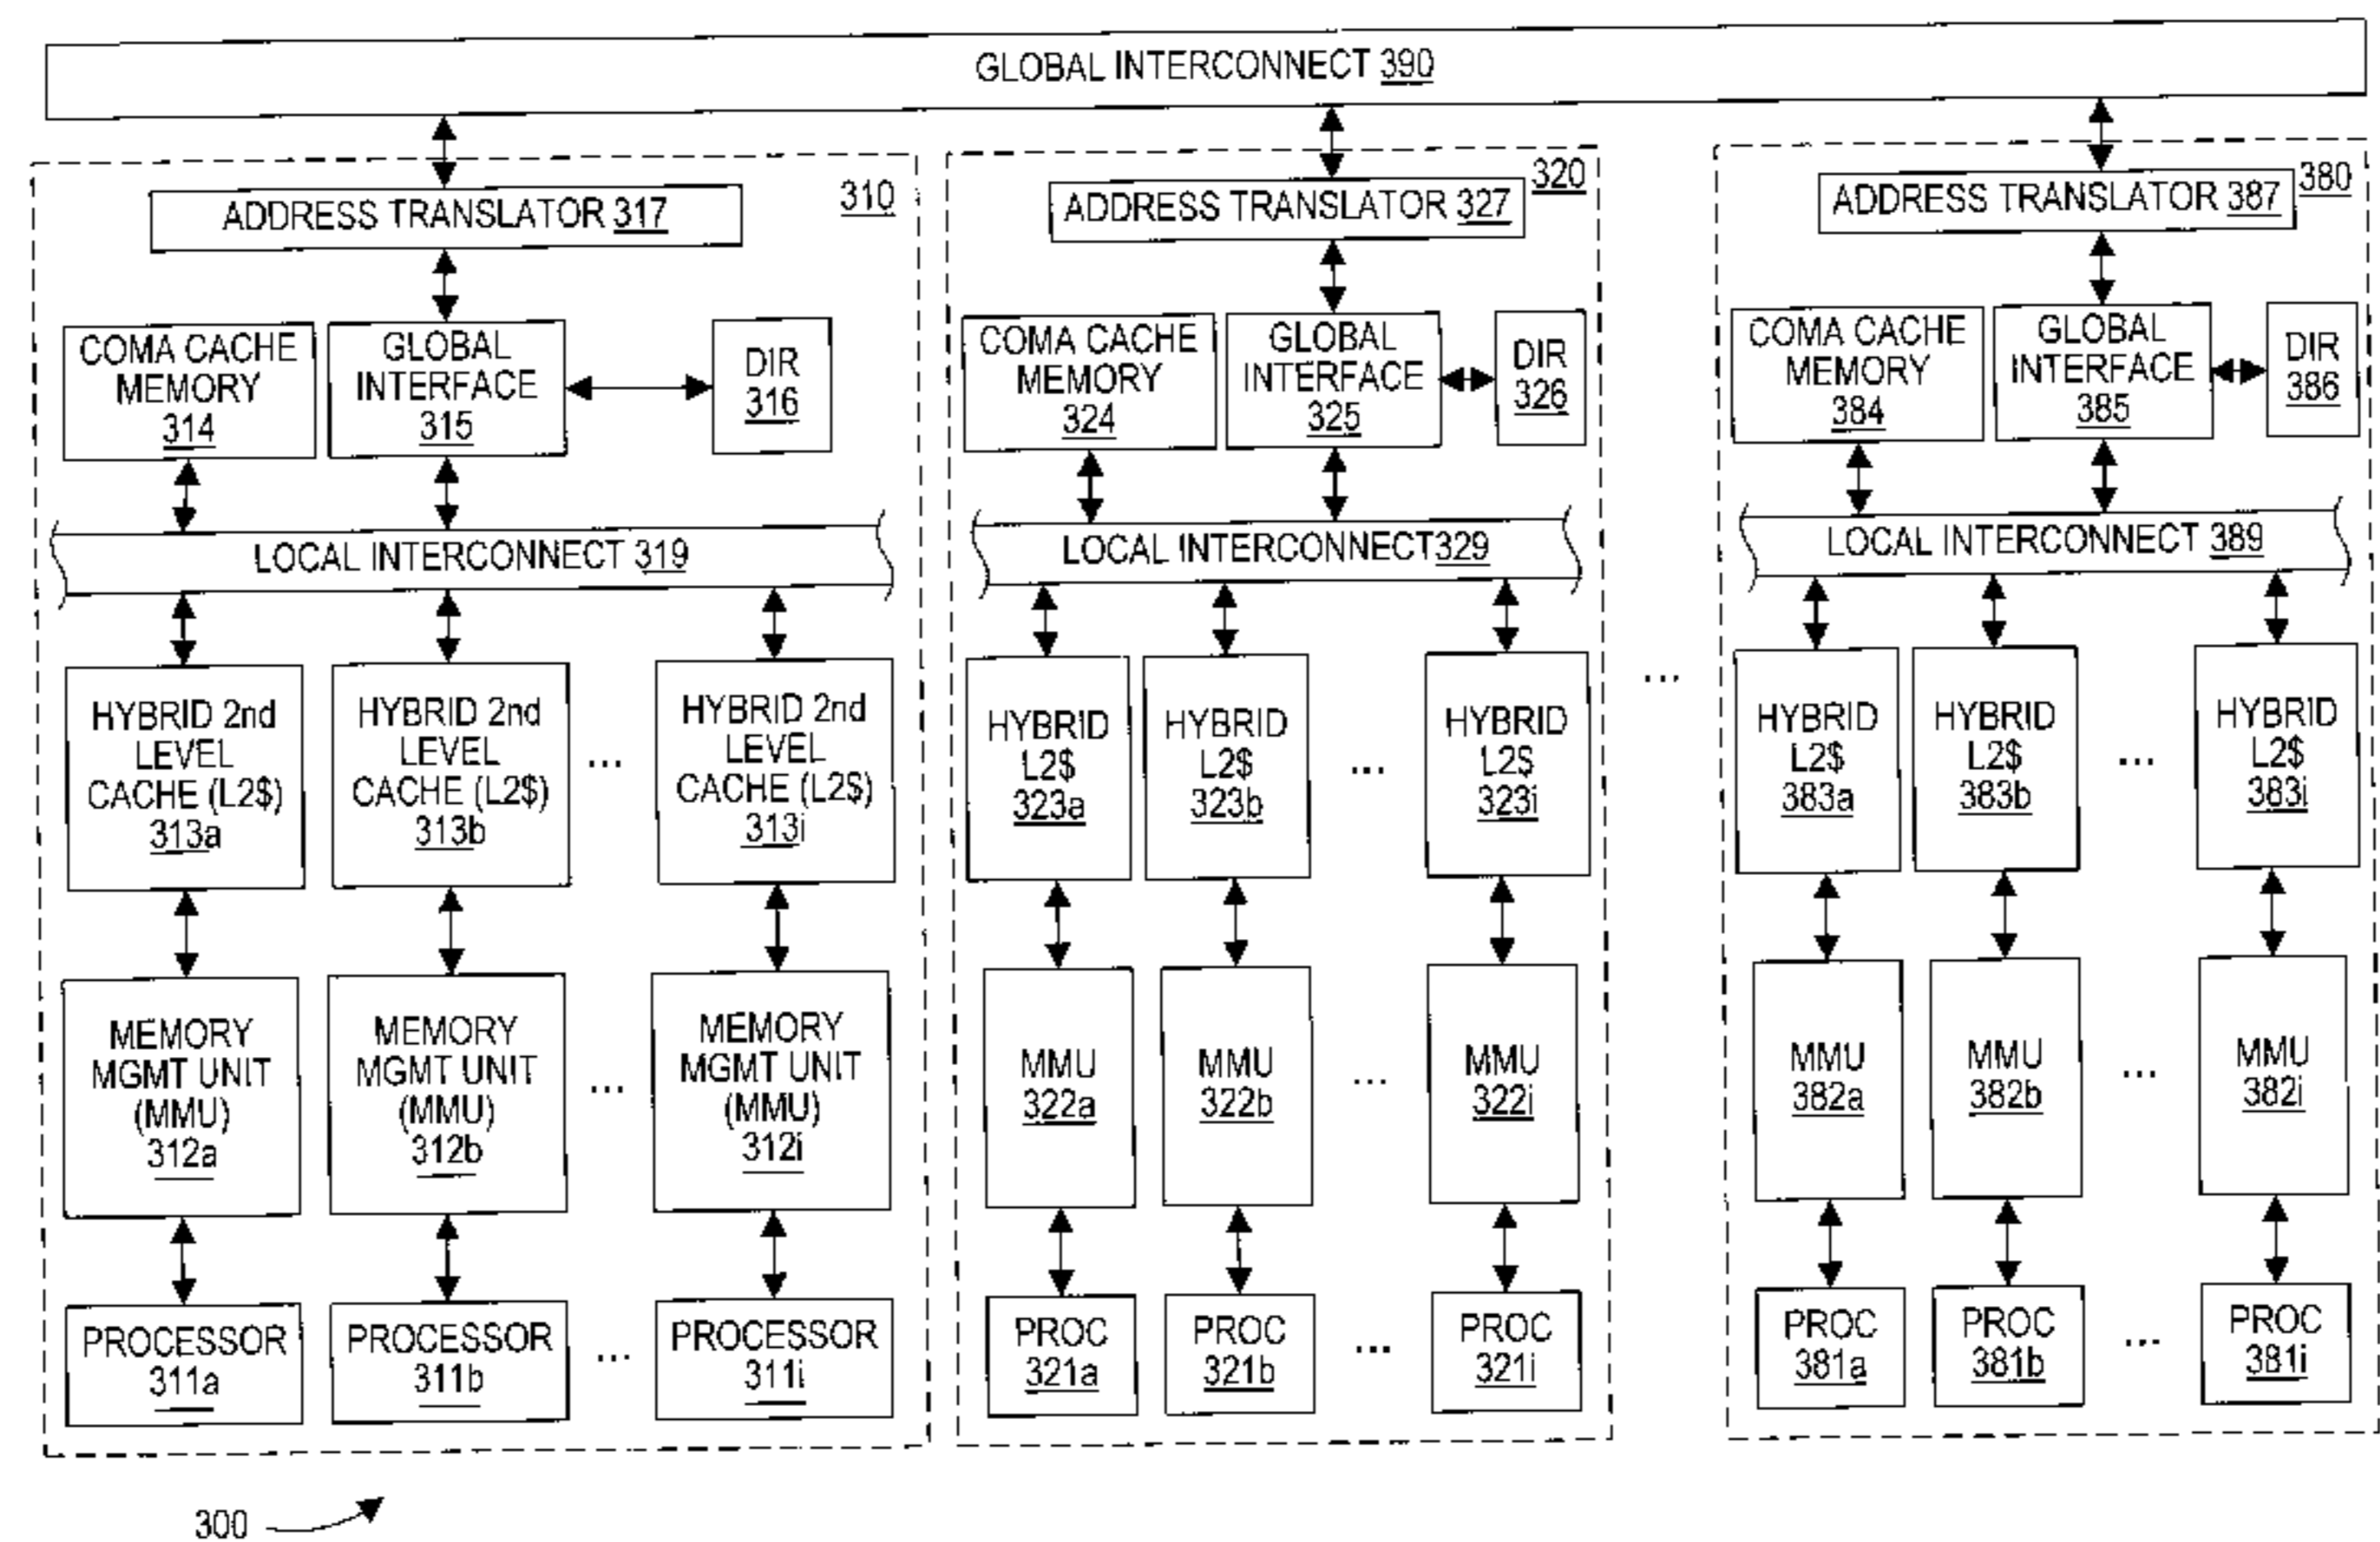 GLOBAL INTERCONNECT 390
310
ADDRESS TRANSLATOR 317
COMA CACHE
MEMORY
314
GLOBAL
INTERFACE
315
DIR
316
LOCAL INTERCONNECT 319
HYBRID 2nd
LEVEL
CACHE (L2$)
313a
HYBRID 2nd
LEVEL
CACHE (L2$)
313b
...
HYBRID 2nd
LEVEL
CACHE (L2$)
313i
MEMORY
MGMT UNIT
(MMU)
312a
MEMORY
MGMT UNIT
(MMU)
312b
...
MEMORY
MGMT UNIT
(MMU)
312i
PROCESSOR
311a
PROCESSOR
311b
...
PROCESSOR
311i
320
ADDRESS TRANSLATOR 327
COMA CACHE
MEMORY
324
GLOBAL
INTERFACE
325
DIR
326
LOCAL INTERCONNECT329
HYBRID
L2$
323a
HYBRID
L2$
323b
...
HYBRID
L2$
323i
MMU
322a
MMU
322b
...
MMU
322i
PROC
321a
PROC
321b
...
PROC
321i
...
380
ADDRESS TRANSLATOR 387
COMA CACHE
MEMORY
384
GLOBAL
INTERFACE
385
DIR
386
LOCAL INTERCONNECT 389
HYBRID
L2$
383a
HYBRID
L2$
383b
...
HYBRID
L2$
383i
MMU
382a
MMU
382b
...
MMU
382i
PROC
381a
PROC
381b
...
PROC
381i
300